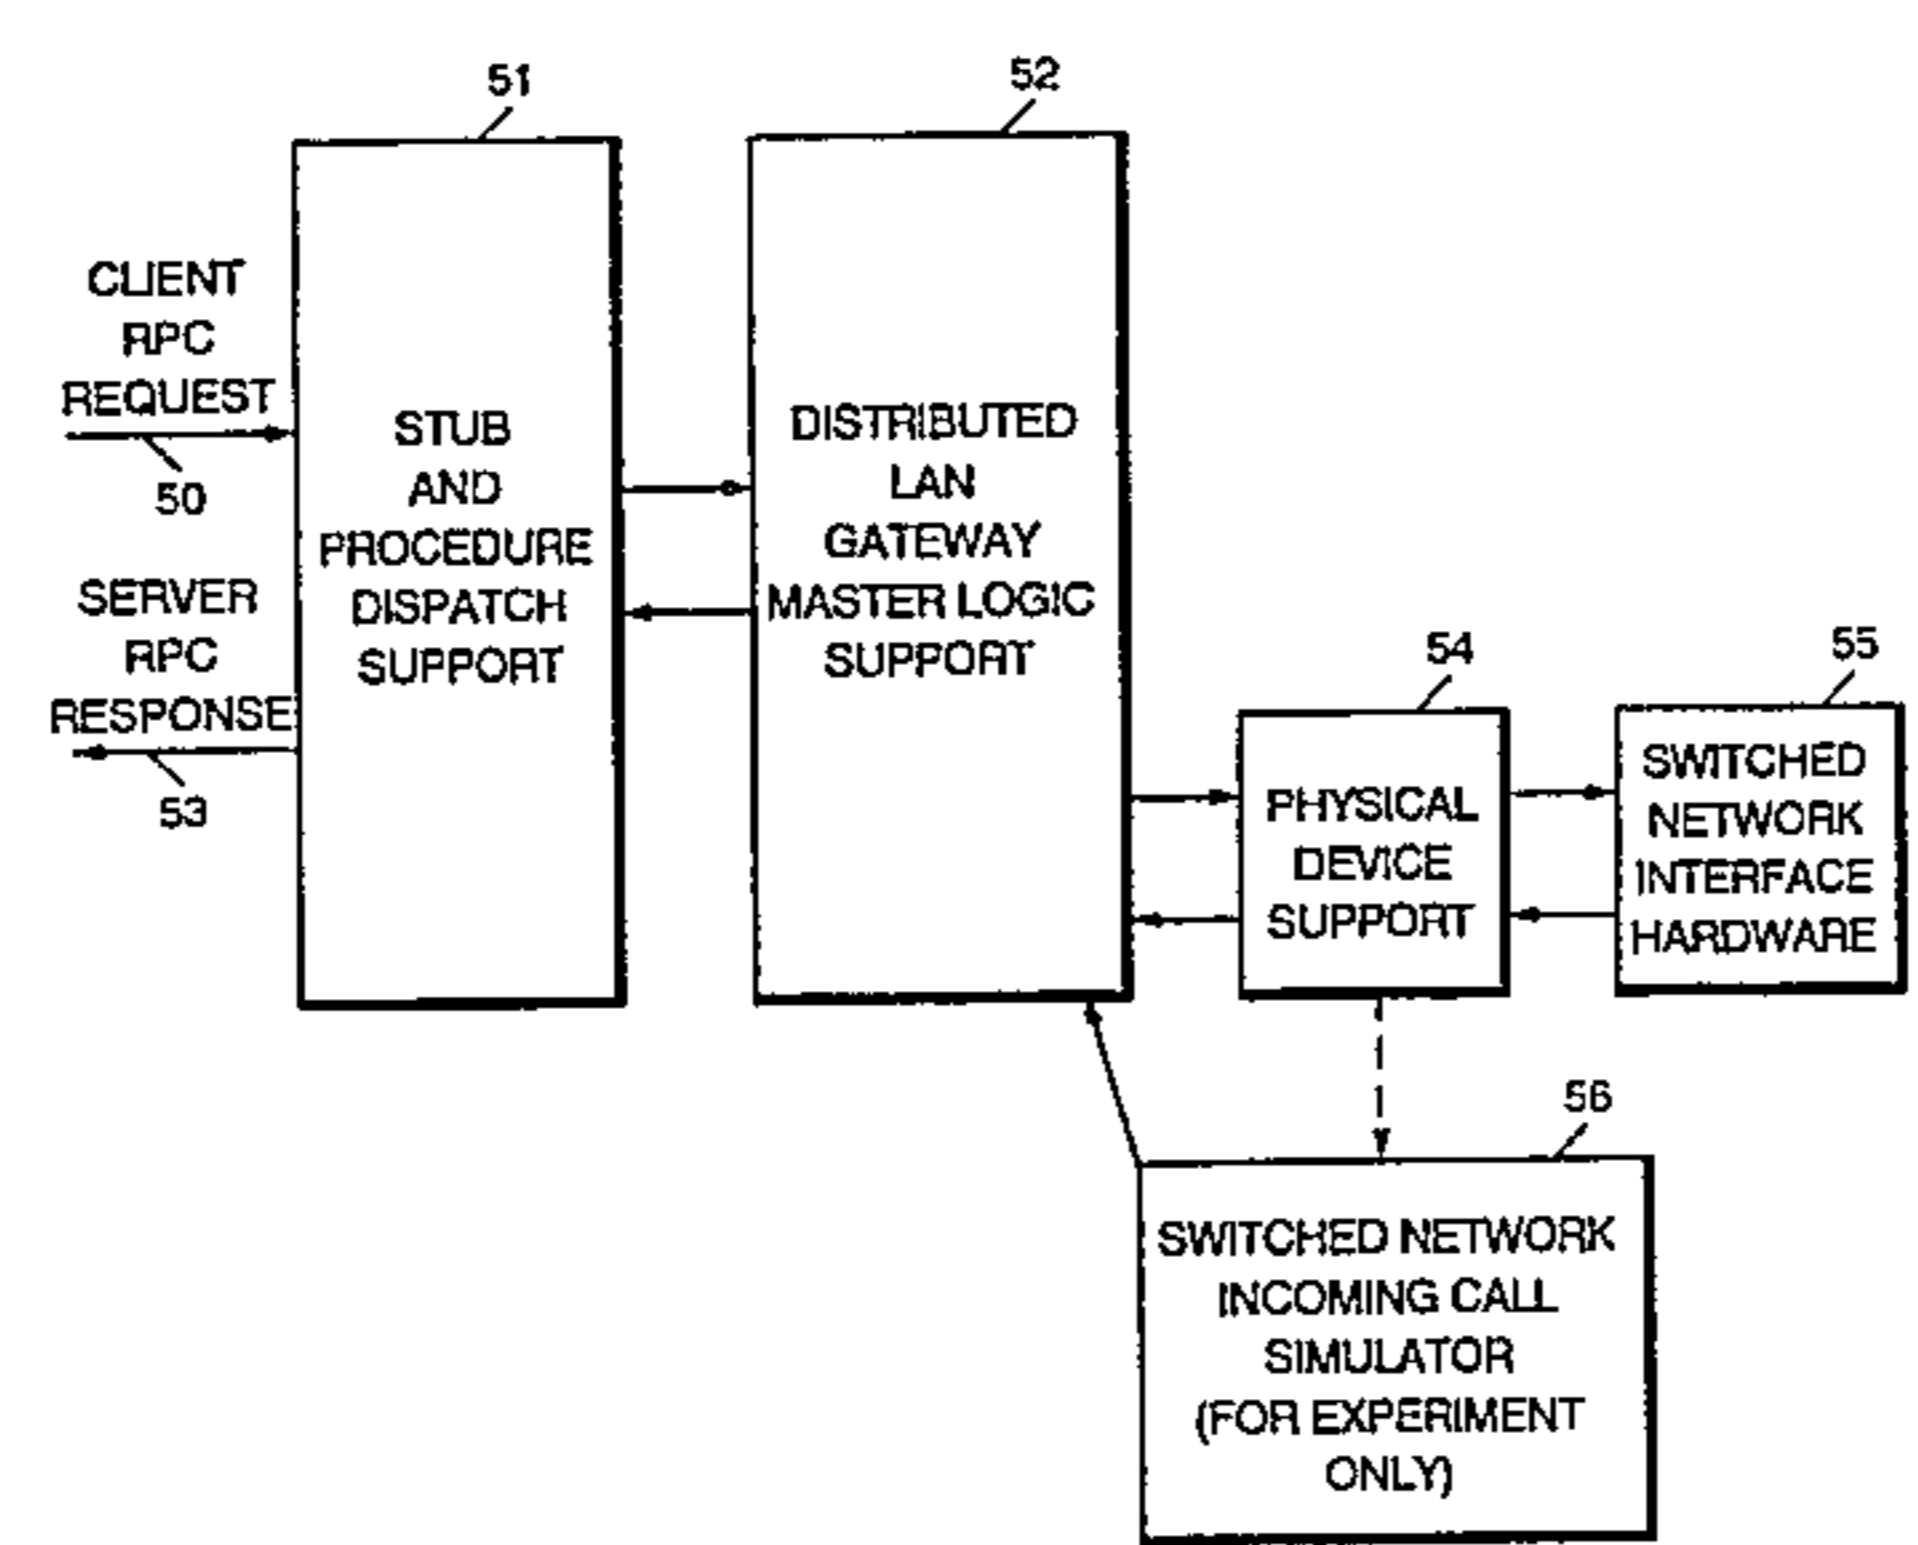 51
52
CLIENT
RPC
REQUEST
50
SERVER
RPC
RESPONSE
53
STUB
AND
PROCEDURE
DISPATCH
SUPPORT
DISTRIBUTED
LAN
GATEWAY
MASTER LOGIC
SUPPORT
54
PHYSICAL
DEVICE
SUPPORT
55
SWITCHED
NETWORK
INTERFACE
HARDWARE
56
SWITCHED NETWORK
INCOMING CALL
SIMULATOR
(FOR EXPERIMENT
ONLY)